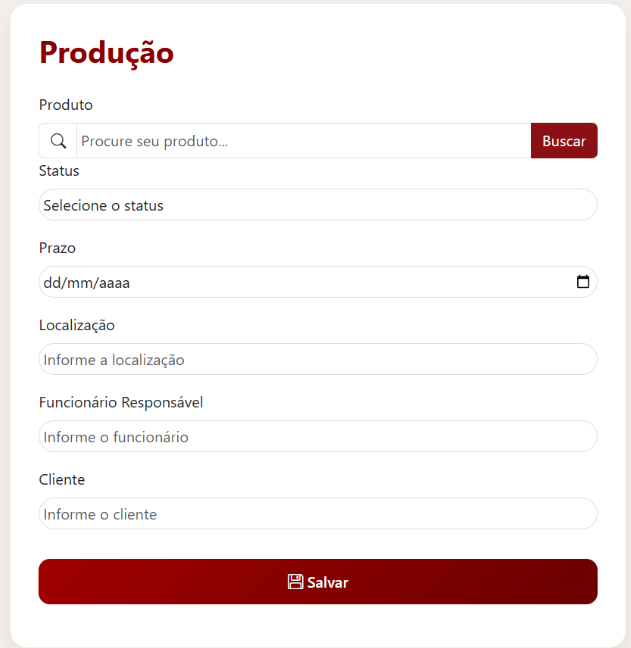 Produção
Produto
Procure seu produto...
Buscar
Status
Selecione o status
Prazo
dd/mm/aaaa
Localização
Informe a localização
Funcionário Responsável
Informe o funcionário
Cliente
Informe o cliente
Salvar